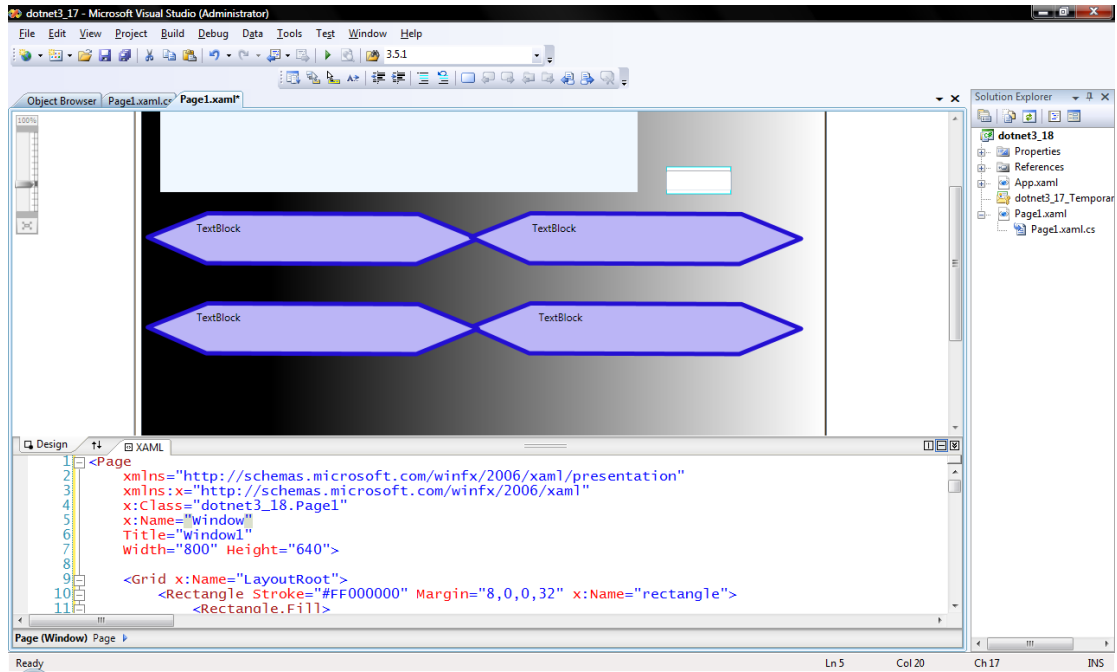 dotnet3_17 - Microsoft Visual Studio (Administrator)
File Edit View Project Build Debug Data Tools Test Window Help
3.5.1
Object Browser Page1.xaml.cs Page1.xaml*
Solution Explorer
100%
dotnet3_18
Properties
References
App.xaml
dotnet3_17_Temporar
Page1.xaml
Page1.xaml.cs
TextBlock TextBlock
TextBlock TextBlock
Design XAML
1 <Page
2 xmlns="http://schemas.microsoft.com/winfx/2006/xaml/presentation"
3 xmlns:x="http://schemas.microsoft.com/winfx/2006/xaml"
4 x:Class="dotnet3_18.Page1"
5 x:Name="Window"
6 Title="Window1"
7 Width="800" Height="640">
8
9 <Grid x:Name="LayoutRoot">
10 <Rectangle Stroke="#FF000000" Margin="8,0,0,32" x:Name="rectangle">
11 <Rectangle.Fill>
Page (Window) Page
Ready Ln 5 Col 20 Ch 17 INS